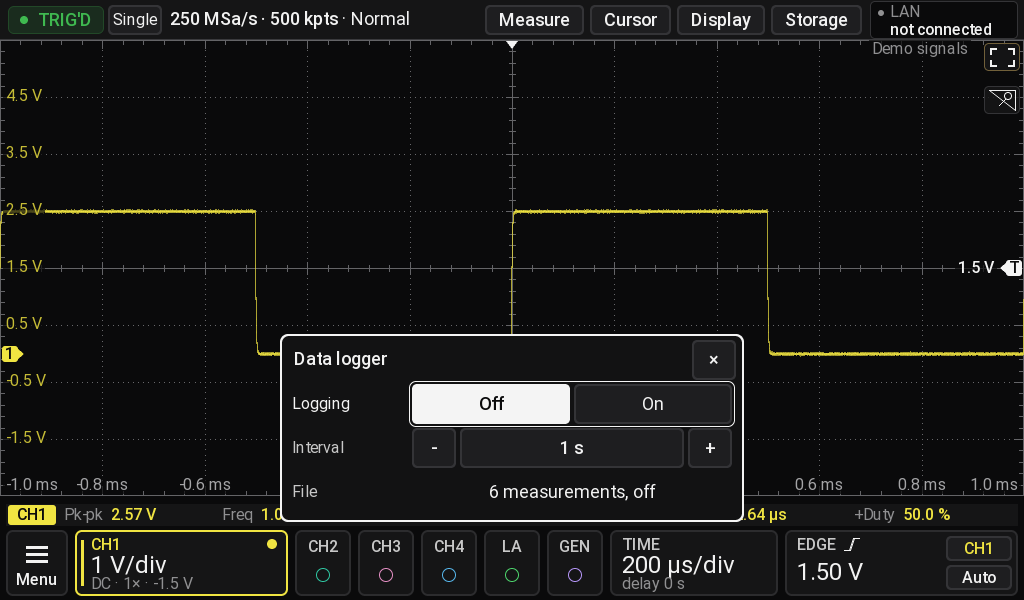 TRIG'D Single 250 MSa/s · 500 kpts · Normal Measure Cursor Display Storage LAN not connected
Demo signals
4.5 V
3.5 V
2.5 V
1.5 V
1.5 V T
0.5 V
1
-0.5 V
-1.5 V
Data logger ×
Logging Off On
Interval - 1 s +
File 6 measurements, off
-1.0 ms -0.8 ms -0.6 ms 0.6 ms 0.8 ms 1.0 ms
CH1 Pk-pk 2.57 V Freq 1.0 .64 µs +Duty 50.0 %
Menu
CH1
1 V/div
DC · 1× · -1.5 V
CH2 CH3 CH4 LA GEN
TIME
200 µs/div
delay 0 s
EDGE CH1
1.50 V Auto